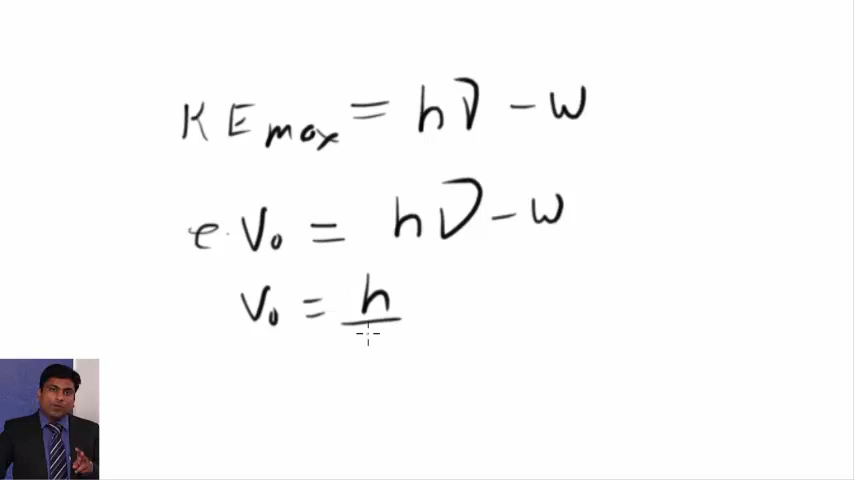 KEmax = hν - w
e. V₀ = hν - w
V₀ = h